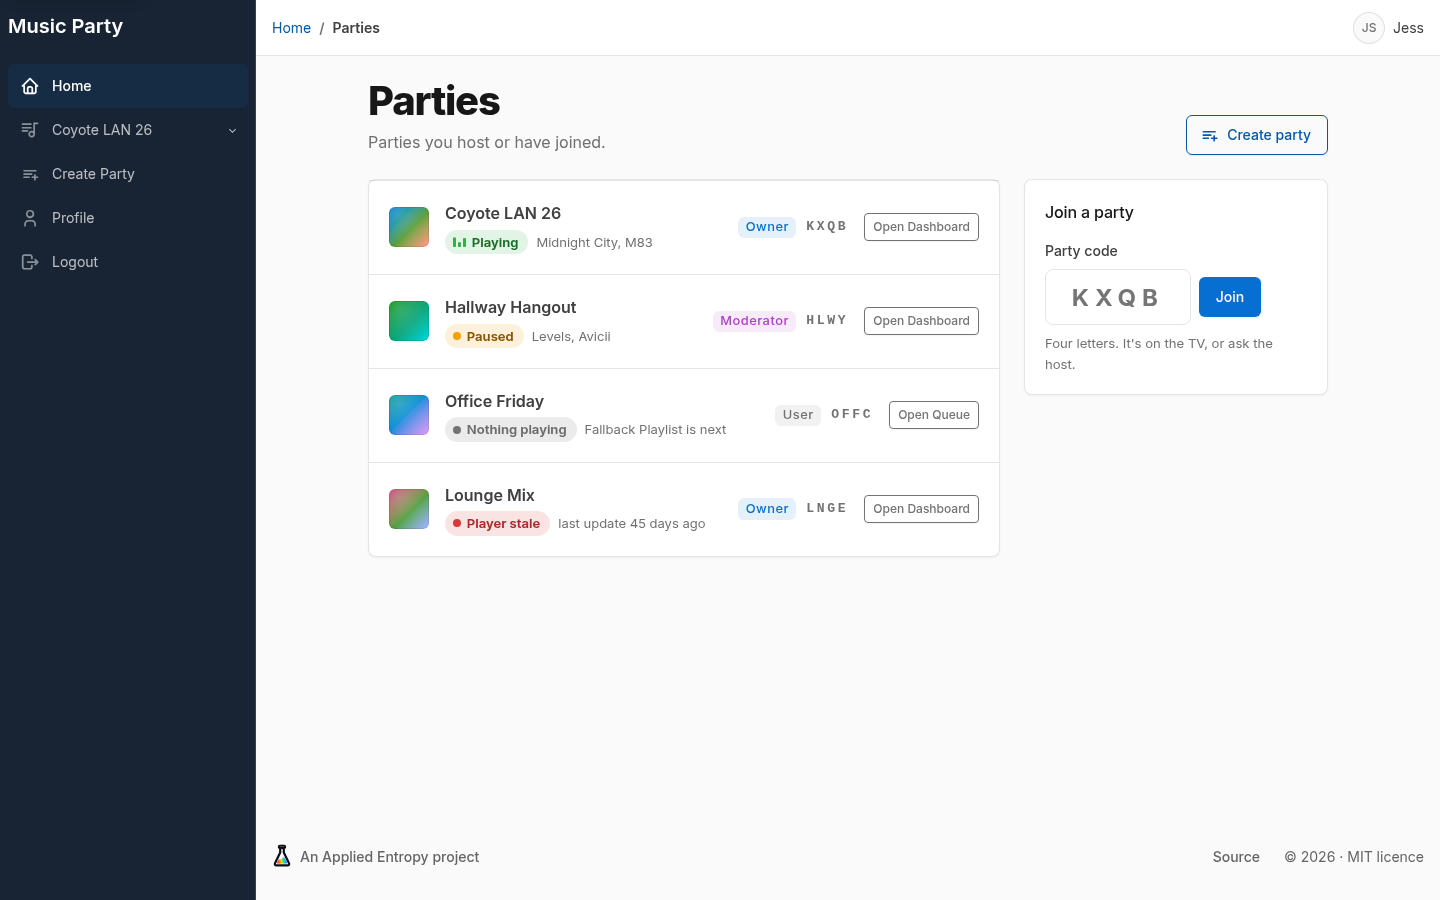 Music Party
Home
Coyote LAN 26
Create Party
Profile
Logout
Home / Parties
JS Jess
Parties
Parties you host or have joined.
Create party
Coyote LAN 26
Playing Midnight City, M83
Owner KXQB Open Dashboard
Hallway Hangout
Paused Levels, Avicii
Moderator HLWY Open Dashboard
Office Friday
Nothing playing Fallback Playlist is next
User OFFC Open Queue
Lounge Mix
Player stale last update 45 days ago
Owner LNGE Open Dashboard
Join a party
Party code
KXQB Join
Four letters. It's on the TV, or ask the
host.
An Applied Entropy project
Source © 2026 · MIT licence